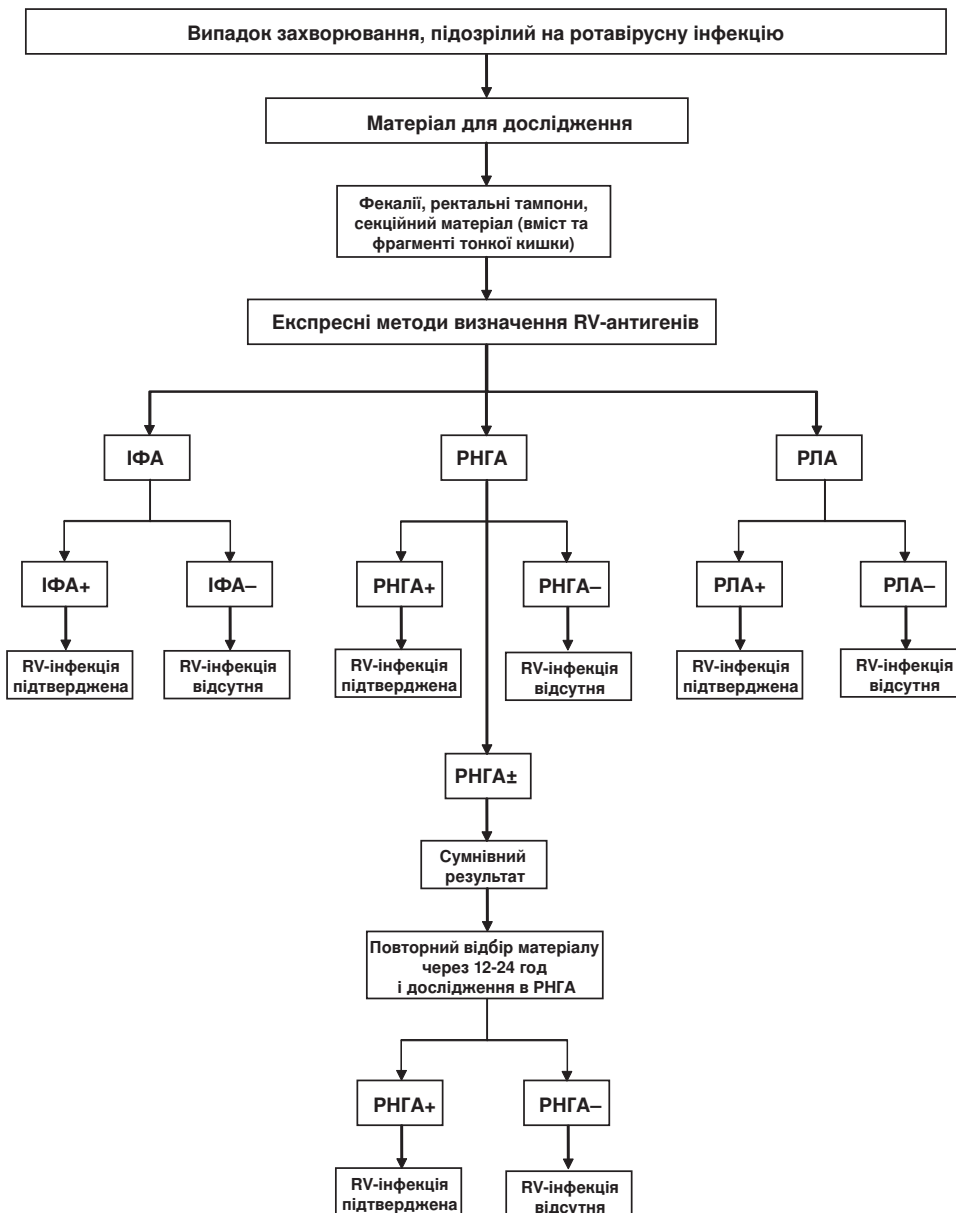 Випадок захворювання, підозрілий на ротавірусну інфекцію
Матеріал для дослідження
Фекалії, ректальні тампони,
секційний матеріал (вміст та
фрагменті тонкої кишки)
Експресні методи визначення RV-антигенів
ІФА
РНГА
РЛА
ІФА+
ІФА–
РНГА+
РНГА–
РЛА+
РЛА–
RV-інфекція
підтверджена
RV-інфекція
відсутня
RV-інфекція
підтверджена
RV-інфекція
відсутня
RV-інфекція
підтверджена
RV-інфекція
відсутня
РНГА±
Сумнівний
результат
Повторний відбір матеріалу
через 12-24 год
і дослідження в РНГА
РНГА+
РНГА–
RV-інфекція
підтверджена
RV-інфекція
відсутня